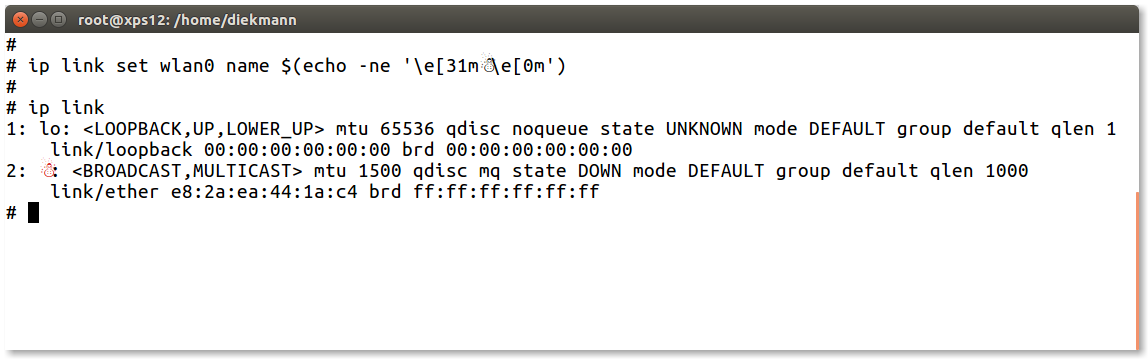 root@xps12: /home/diekmann
#
# ip link set wlan0 name $(echo -ne '\e[31m☃\e[0m')
#
# ip link
1: lo: <LOOPBACK,UP,LOWER_UP> mtu 65536 qdisc noqueue state UNKNOWN mode DEFAULT group default qlen 1
    link/loopback 00:00:00:00:00:00 brd 00:00:00:00:00:00
2: ☃: <BROADCAST,MULTICAST> mtu 1500 qdisc mq state DOWN mode DEFAULT group default qlen 1000
    link/ether e8:2a:ea:44:1a:c4 brd ff:ff:ff:ff:ff:ff
#